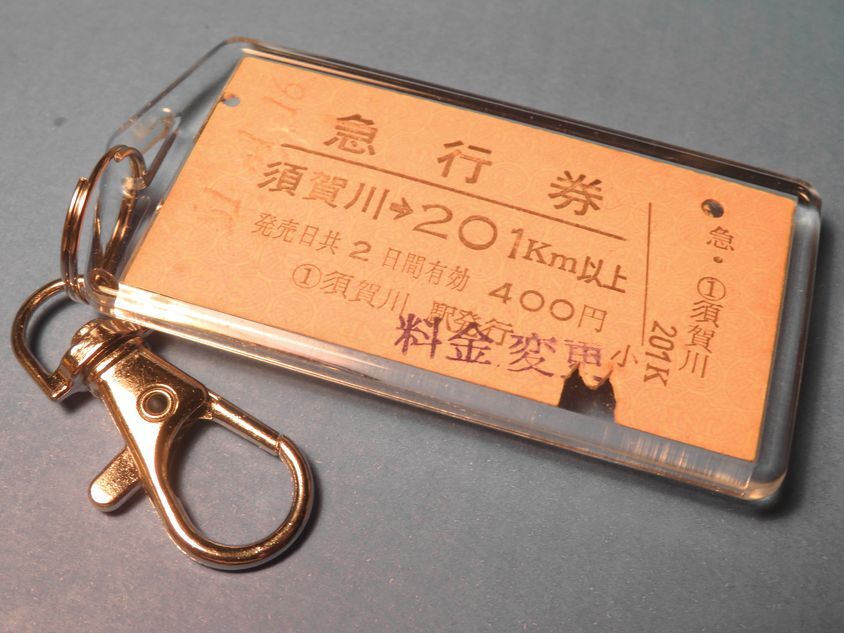 急行券
須賀川➔201Km以上
発売日共2日間有効 400円
①須賀川 駅発行
料金変更
小
急・①須賀川
201K